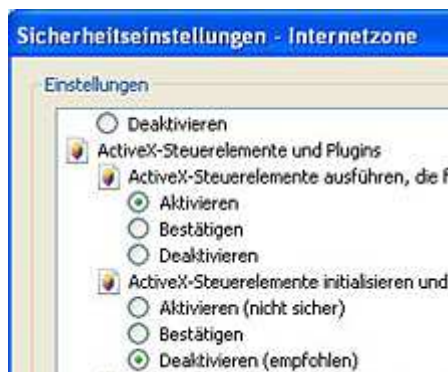 Sicherheitseinstellungen - Internetzone
Einstellungen
Deaktivieren
ActiveX-Steuerelemente und Plugins
ActiveX-Steuerelemente ausführen, die
Aktivieren
Bestätigen
Deaktivieren
ActiveX-Steuerelemente initialisieren und
Aktivieren (nicht sicher)
Bestätigen
Deaktivieren (empfohlen)